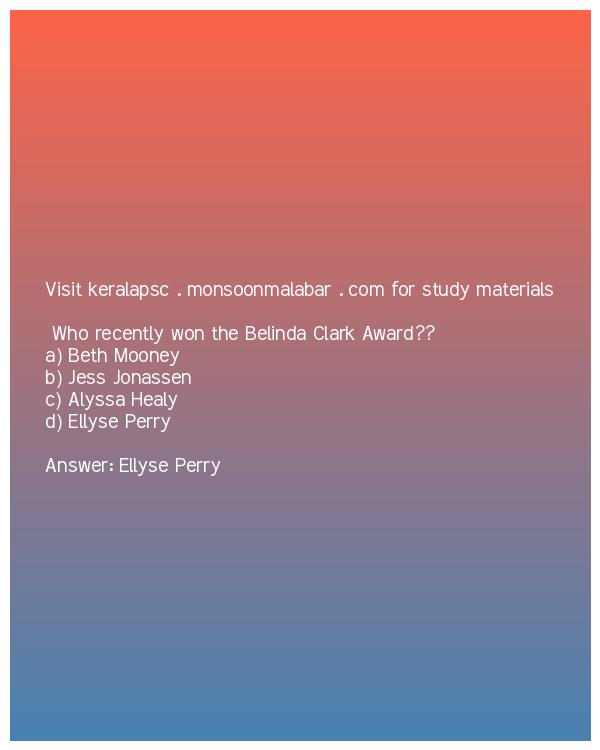 Visit keralapsc . monsoonmalabar . com for study materials
Who recently won the Belinda Clark Award??
a) Beth Mooney
b) Jess Jonassen
c) Alyssa Healy
d) Ellyse Perry
Answer: Ellyse Perry